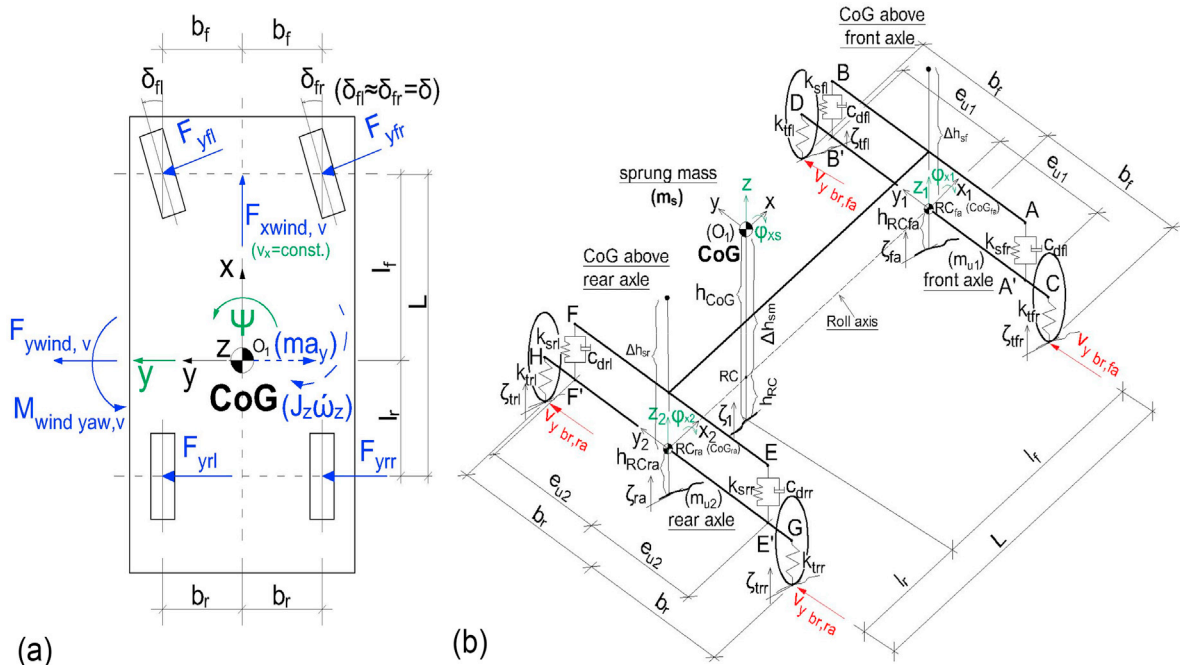 b_f b_f
δ_fl δ_fr (δ_fl≈δ_fr=δ)
F_yfl F_yfr
F_xwind, v
(v_x=const.)
x
l_f
L
Ψ
F_ywind, v
z O_1 (ma_y)
y y
CoG (J_z ώ_z)
M_wind yaw,v
l_r
F_yrl F_yrr
b_r b_r
(a)
CoG above
front axle
B
k_sfl
D
c_dfl
k_tfl
ζ_tfl
B'
v_y br,fa
Δh_sf
b_f
e_u1
e_u1
b_f
sprung mass
(m_s)
z
y x
(O_1) φ_xs
CoG
z_1 φ_x1
y_1 x_1
RC_fa (CoG_fa)
h_RCfa
ζ_fa
(m_u1)
front axle
A
k_sfr c_dfl
A' C
k_tfr
ζ_tfr
v_y br,fa
CoG above
rear axle
h_CoG
Δh_sm
Roll axis
RC
h_RC
ζ_1
F
k_srl
H c_drl
k_trl
F'
ζ_trl
v_y br,ra
Δh_sr
z_2 φ_x2
y_2 x_2
RC_ra (CoG_ra)
h_RCra
ζ_ra
(m_u2)
rear axle
E
k_srr c_drr
G
E'
k_trr
ζ_trr
v_y br,ra
e_u2
b_r
e_u2
b_r
l_f
L
l_r
(b)